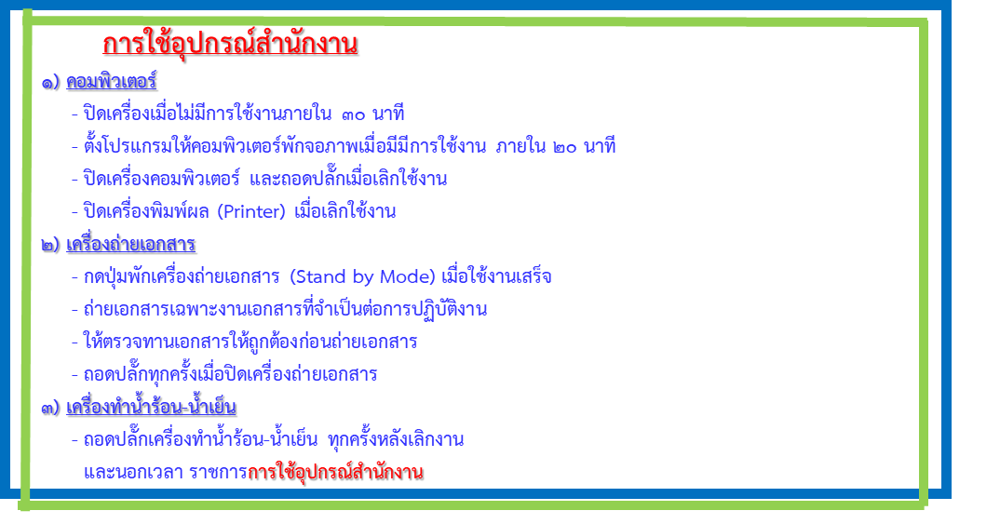 การใช้อุปกรณ์สำนักงาน
๑) คอมพิวเตอร์
- ปิดเครื่องเมื่อไม่มีการใช้งานภายใน ๓๐ นาที
- ตั้งโปรแกรมให้คอมพิวเตอร์พักจอภาพเมื่อมีมีการใช้งาน ภายใน ๒๐ นาที
- ปิดเครื่องคอมพิวเตอร์ และถอดปลั๊กเมื่อเลิกใช้งาน
- ปิดเครื่องพิมพ์ผล (Printer) เมื่อเลิกใช้งาน
๒) เครื่องถ่ายเอกสาร
- กดปุ่มพักเครื่องถ่ายเอกสาร (Stand by Mode) เมื่อใช้งานเสร็จ
- ถ่ายเอกสารเฉพาะงานเอกสารที่จำเป็นต่อการปฏิบัติงาน
- ให้ตรวจทานเอกสารให้ถูกต้องก่อนถ่ายเอกสาร
- ถอดปลั๊กทุกครั้งเมื่อปิดเครื่องถ่ายเอกสาร
๓) เครื่องทำน้ำร้อน-น้ำเย็น
- ถอดปลั๊กเครื่องทำน้ำร้อน-น้ำเย็น ทุกครั้งหลังเลิกงาน
และนอกเวลา ราชการการใช้อุปกรณ์สำนักงาน